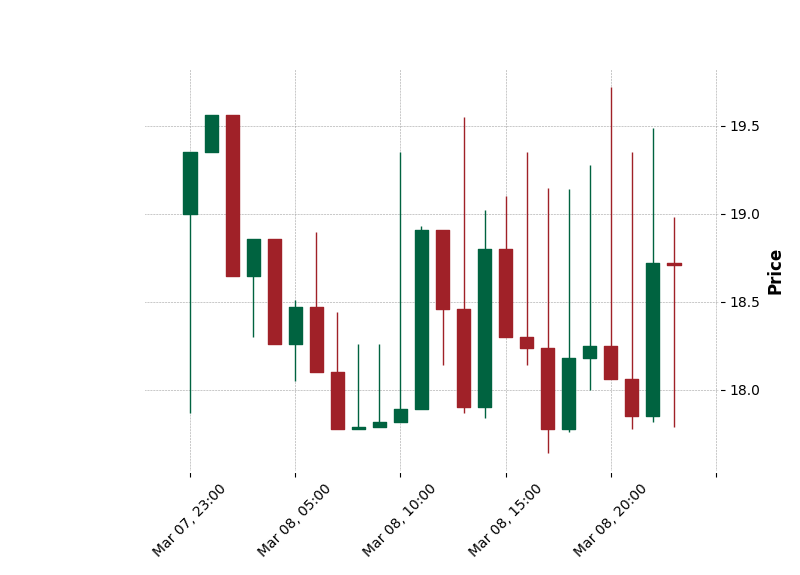 19.5
19.0
18.5
18.0
Price
Mar 07, 23:00
Mar 08, 05:00
Mar 08, 10:00
Mar 08, 15:00
Mar 08, 20:00